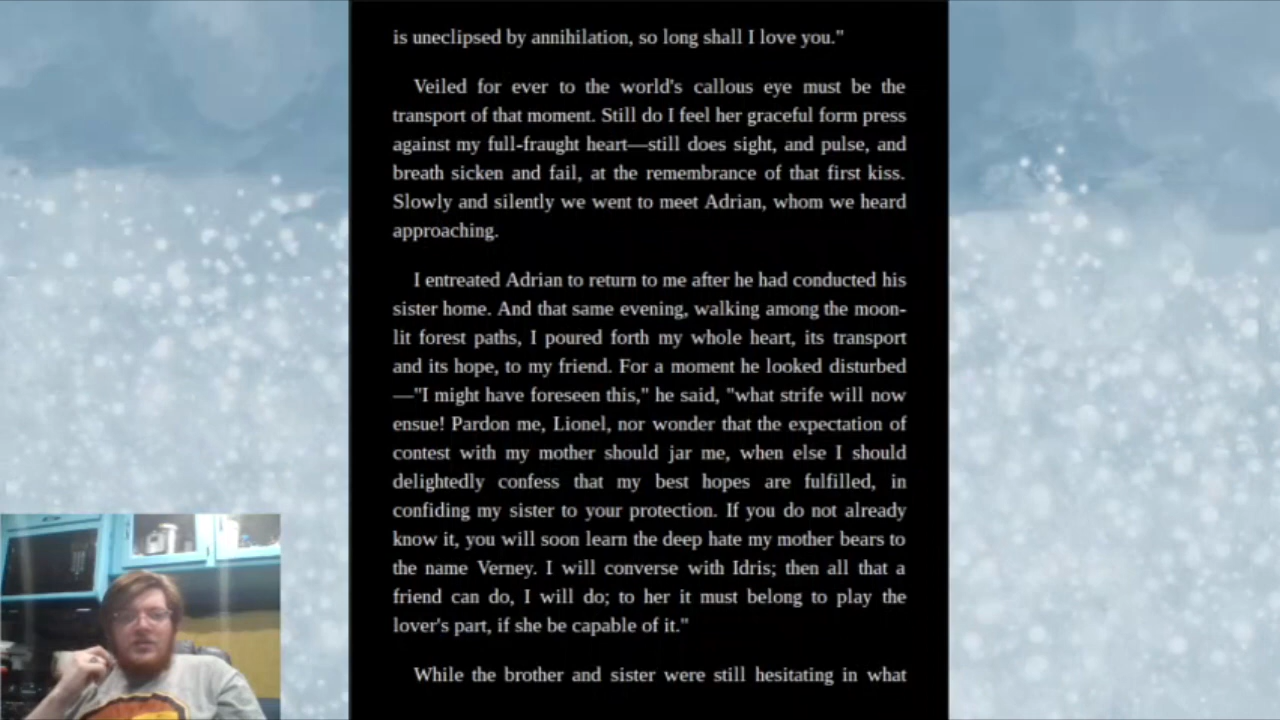 is uneclipsed by annihilation, so long shall I love you."
Veiled for ever to the world's callous eye must be the
transport of that moment. Still do I feel her graceful form press
against my full-fraught heart—still does sight, and pulse, and
breath sicken and fail, at the remembrance of that first kiss.
Slowly and silently we went to meet Adrian, whom we heard
approaching.
I entreated Adrian to return to me after he had conducted his
sister home. And that same evening, walking among the moon-
lit forest paths, I poured forth my whole heart, its transport
and its hope, to my friend. For a moment he looked disturbed
—"I might have foreseen this," he said, "what strife will now
ensue! Pardon me, Lionel, nor wonder that the expectation of
contest with my mother should jar me, when else I should
delightedly confess that my best hopes are fulfilled, in
confiding my sister to your protection. If you do not already
know it, you will soon learn the deep hate my mother bears to
the name Verney. I will converse with Idris; then all that a
friend can do, I will do; to her it must belong to play the
lover's part, if she be capable of it."
While the brother and sister were still hesitating in what